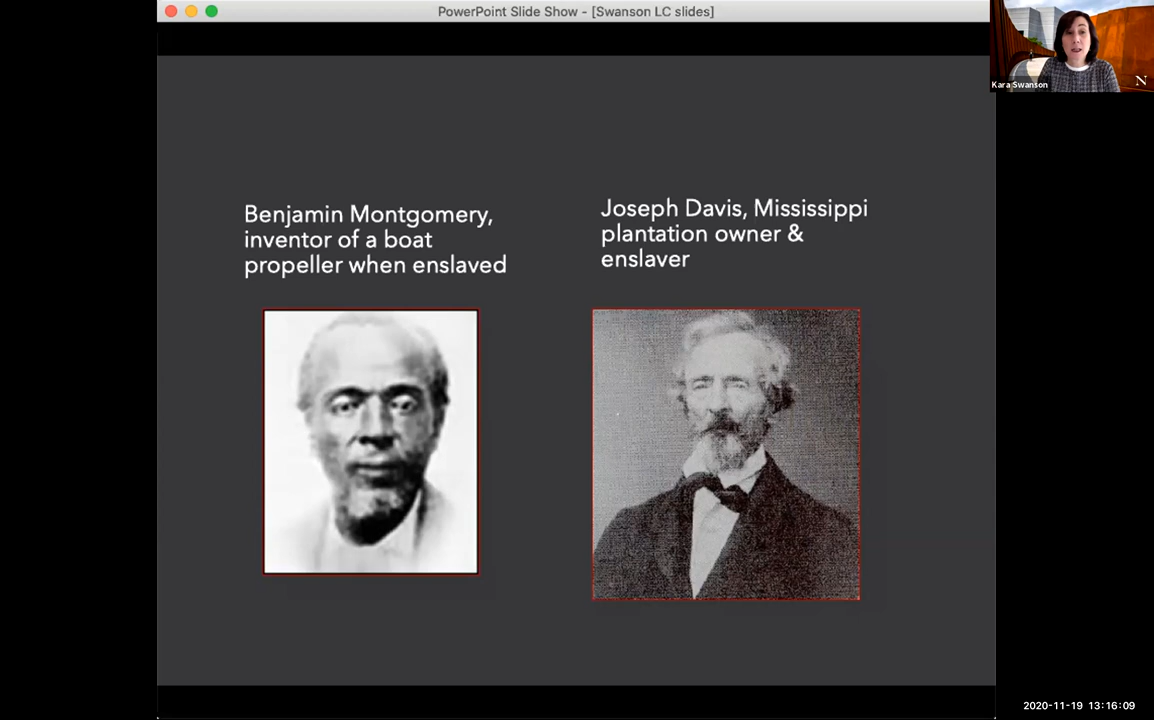 PowerPoint Slide Show - [Swanson LC slides]
Kara Swanson
N
Benjamin Montgomery,
inventor of a boat
propeller when enslaved
Joseph Davis, Mississippi
plantation owner &
enslaver
2020-11-19 13:16:09